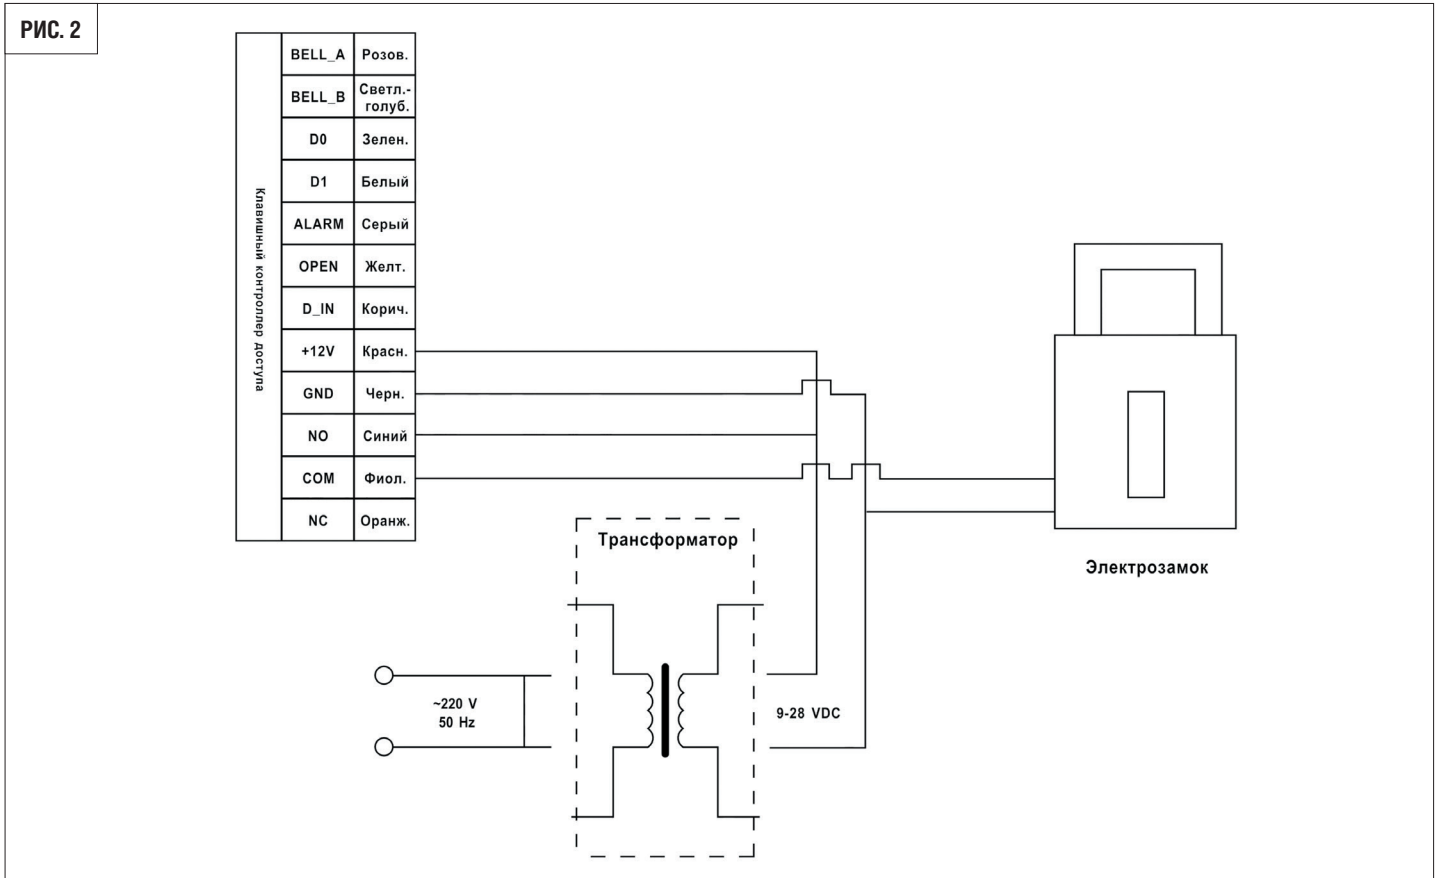 РИС. 2
Клавишный контроллер доступа
BELL_A Розов.
BELL_B Светл.-
голуб.
D0 Зелен.
D1 Белый
ALARM Серый
OPEN Желт.
D_IN Корич.
+12V Красн.
GND Черн.
NO Синий
COM Фиол.
NC Оранж.
Трансформатор
Электрозамок
~220 V
50 Hz
9-28 VDC